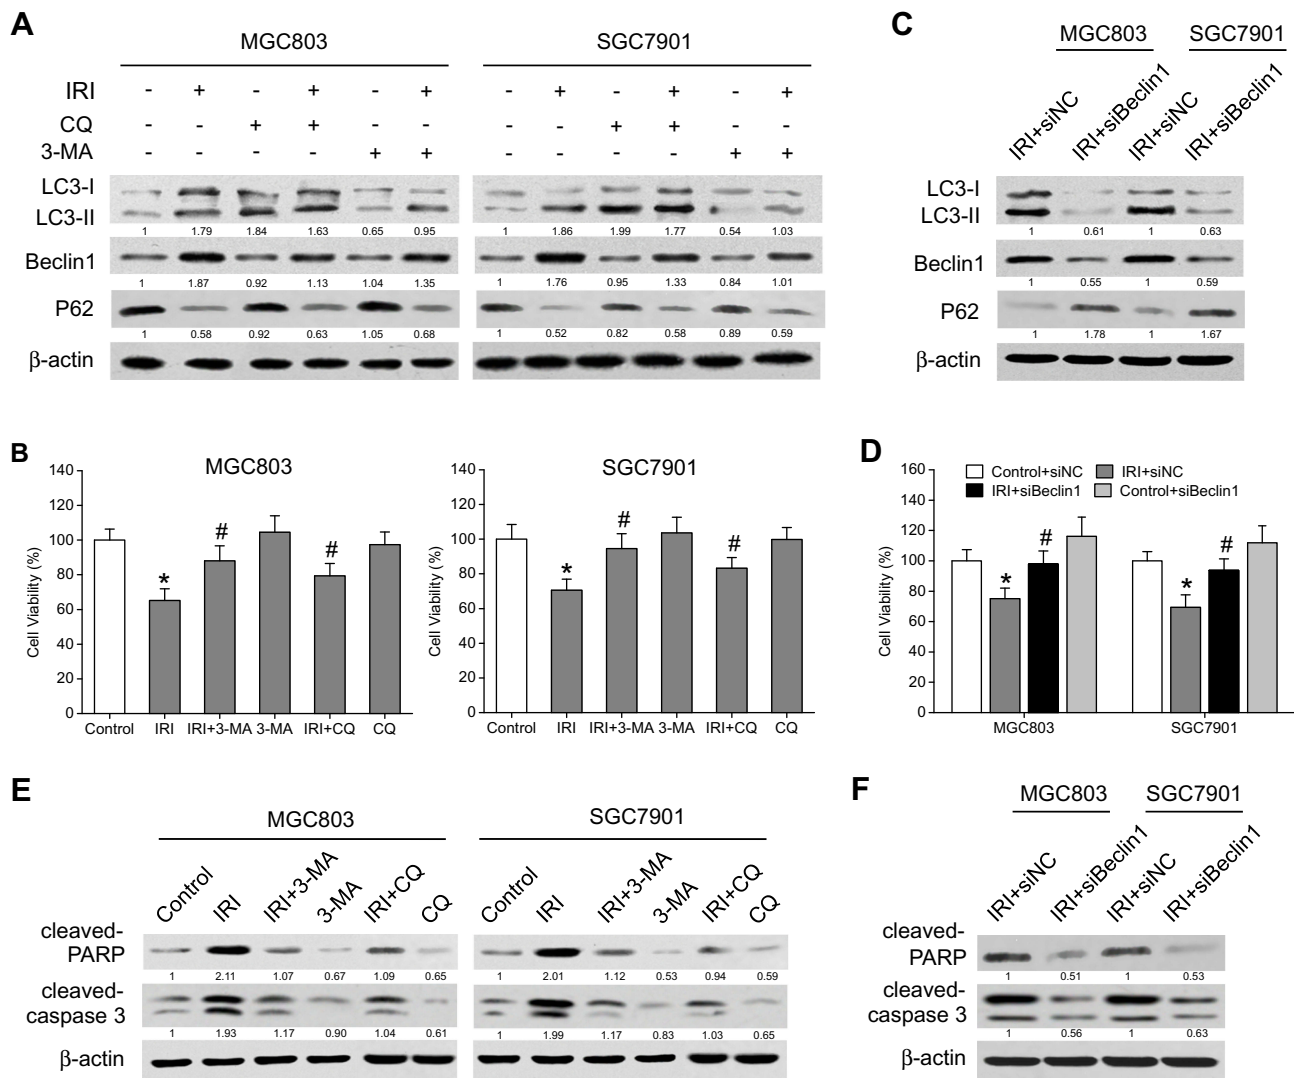 A
MGC803
SGC7901
IRI - + - + - + - + - + - +
CQ - - + + - - - - + + - -
3-MA - - - - + + - - - - + +
LC3-I
LC3-II
1 1.79 1.84 1.63 0.65 0.95 1 1.86 1.99 1.77 0.54 1.03
Beclin1
1 1.87 0.92 1.13 1.04 1.35 1 1.76 0.95 1.33 0.84 1.01
P62
1 0.58 0.92 0.63 1.05 0.68 1 0.52 0.82 0.58 0.89 0.59
β-actin
C
MGC803 SGC7901
IRI+siNC IRI+siBeclin1 IRI+siNC IRI+siBeclin1
LC3-I
LC3-II
1 0.61 1 0.63
Beclin1
1 0.55 1 0.59
P62
1 1.78 1 1.67
β-actin
B
MGC803
Cell Viability (%)
140
120
100
80
60
40
20
0
* # #
Control IRI IRI+3-MA 3-MA IRI+CQ CQ
SGC7901
Cell Viability (%)
140
120
100
80
60
40
20
0
* # #
Control IRI IRI+3-MA 3-MA IRI+CQ CQ
D
Control+siNC IRI+siNC
IRI+siBeclin1 Control+siBeclin1
Cell Viability (%)
160
140
120
100
80
60
40
20
0
* # * #
MGC803 SGC7901
E
MGC803 SGC7901
Control IRI IRI+3-MA 3-MA IRI+CQ CQ Control IRI IRI+3-MA 3-MA IRI+CQ CQ
cleaved-
PARP
1 2.11 1.07 0.67 1.09 0.65 1 2.01 1.12 0.53 0.94 0.59
cleaved-
caspase 3
1 1.93 1.17 0.90 1.04 0.61 1 1.99 1.17 0.83 1.03 0.65
β-actin
F
MGC803 SGC7901
IRI+siNC IRI+siBeclin1 IRI+siNC IRI+siBeclin1
cleaved-
PARP
1 0.51 1 0.53
cleaved-
caspase 3
1 0.56 1 0.63
β-actin